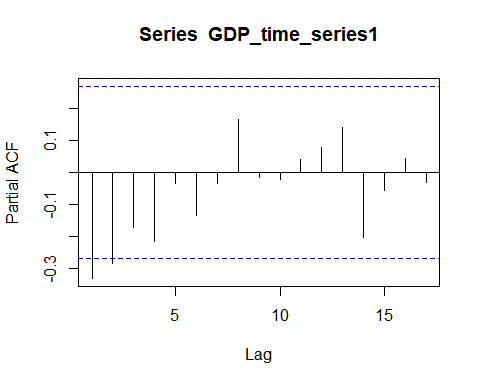 Series GDP_time_series1
Partial ACF
0.1
-0.1
-0.3
5
10
15
Lag